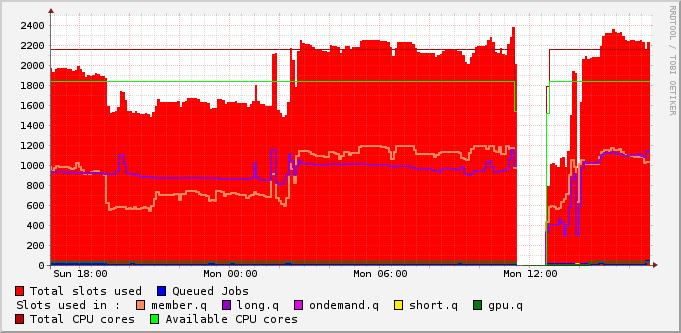 2400
2200
2000
1800
1600
1400
1200
1000
800
600
400
200
0
Sun 18:00 Mon 00:00 Mon 06:00 Mon 12:00
Total slots used Queued Jobs
Slots used in : member.q long.q ondemand.q short.q gpu.q
Total CPU cores Available CPU cores
RRDTOOL / TOBI OETIKER